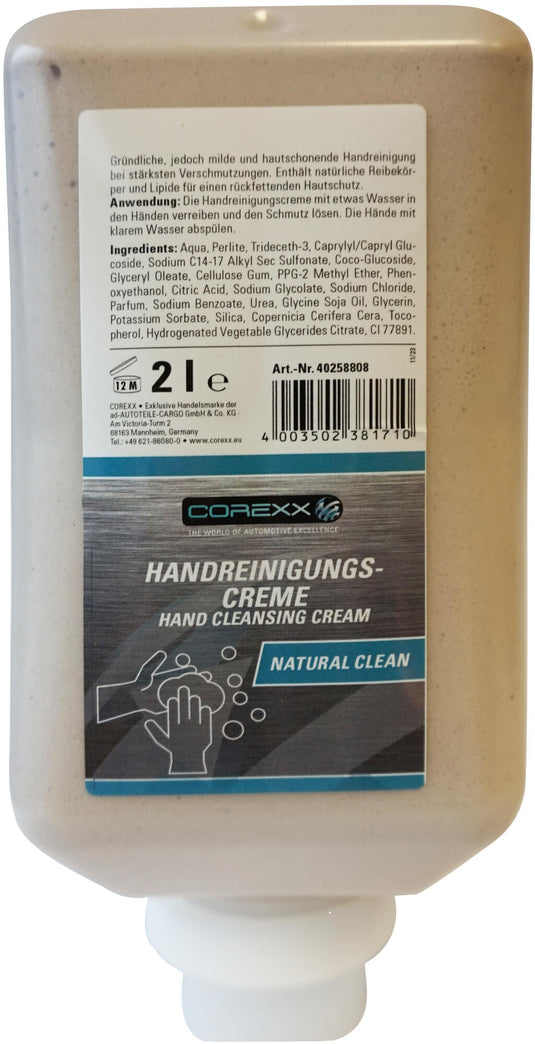 Gründliche, jedoch milde und hautschonende Handreinigung
bei stärksten Verschmutzungen. Enthält natürliche Reibekör-
per und Lipide für einen rückfettenden Hautschutz.
Anwendung: Die Handreinigungscreme mit etwas Wasser in
den Händen verreiben und den Schmutz lösen. Die Hände mit
klarem Wasser abspülen.
Ingredients: Aqua, Perlite, Trideceth-3, Caprylyl/Capryl Glu-
coside, Sodium C14-17 Alkyl Sec Sulfonate, Coco-Glucoside,
Glyceryl Oleate, Cellulose Gum, PPG-2 Methyl Ether, Phen-
oxyethanol, Citric Acid, Sodium Glycolate, Sodium Chloride,
Parfum, Sodium Benzoate, Urea, Glycine Soja Oil, Glycerin,
Potassium Sorbate, Silica, Copernicia Cerifera Cera, Toco-
pherol, Hydrogenated Vegetable Glycerides Citrate, CI 77891.
11/23
12 M
2 l e
Art.-Nr. 40258808
COREXX • Exklusive Handelsmarke der
ad-AUTOTEILE-CARGO GmbH & Co. KG
Am Victoria-Turm 2
68163 Mannheim, Germany
Tel.: +49 621-86080-0 • www.corexx.eu
4 003502 381710
COREXX
THE WORLD OF AUTOMOTIVE EXCELLENCE
HANDREINIGUNGS-
CREME
HAND CLEANSING CREAM
NATURAL CLEAN